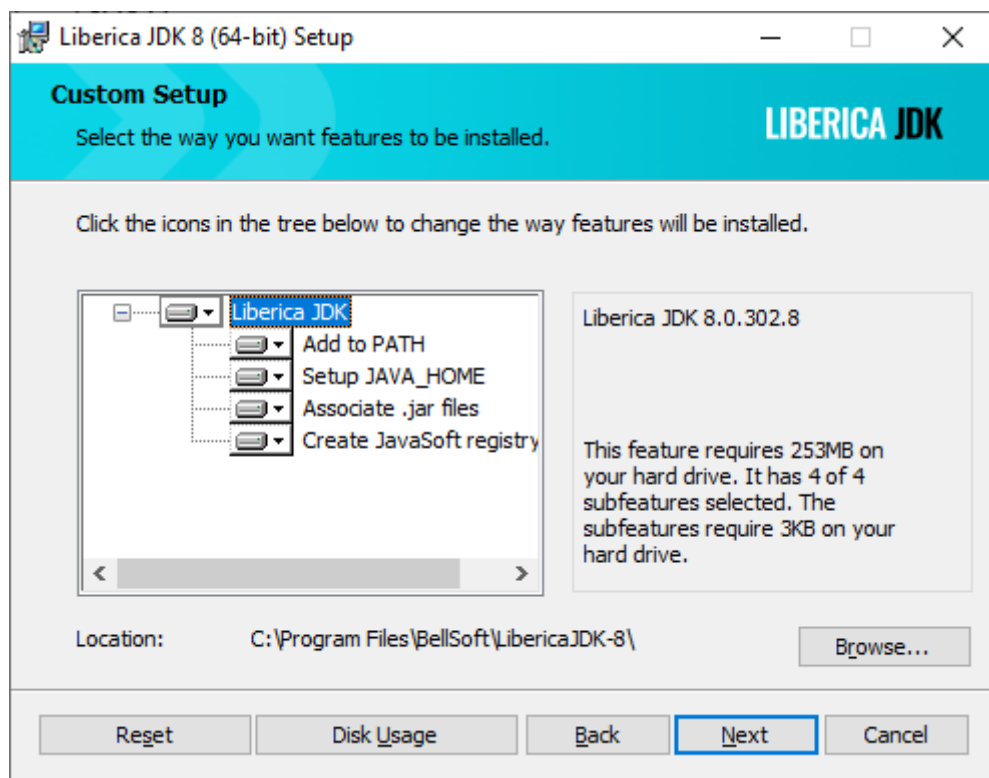 Liberica JDK 8 (64-bit) Setup
Custom Setup
Select the way you want features to be installed.
LIBERICA JDK
Click the icons in the tree below to change the way features will be installed.
Liberica JDK
Add to PATH
Setup JAVA_HOME
Associate .jar files
Create JavaSoft registry
Liberica JDK 8.0.302.8
This feature requires 253MB on
your hard drive. It has 4 of 4
subfeatures selected. The
subfeatures require 3KB on your
hard drive.
Location: C:\Program Files\BellSoft\LibericaJDK-8\
Browse...
Reset Disk Usage Back Next Cancel